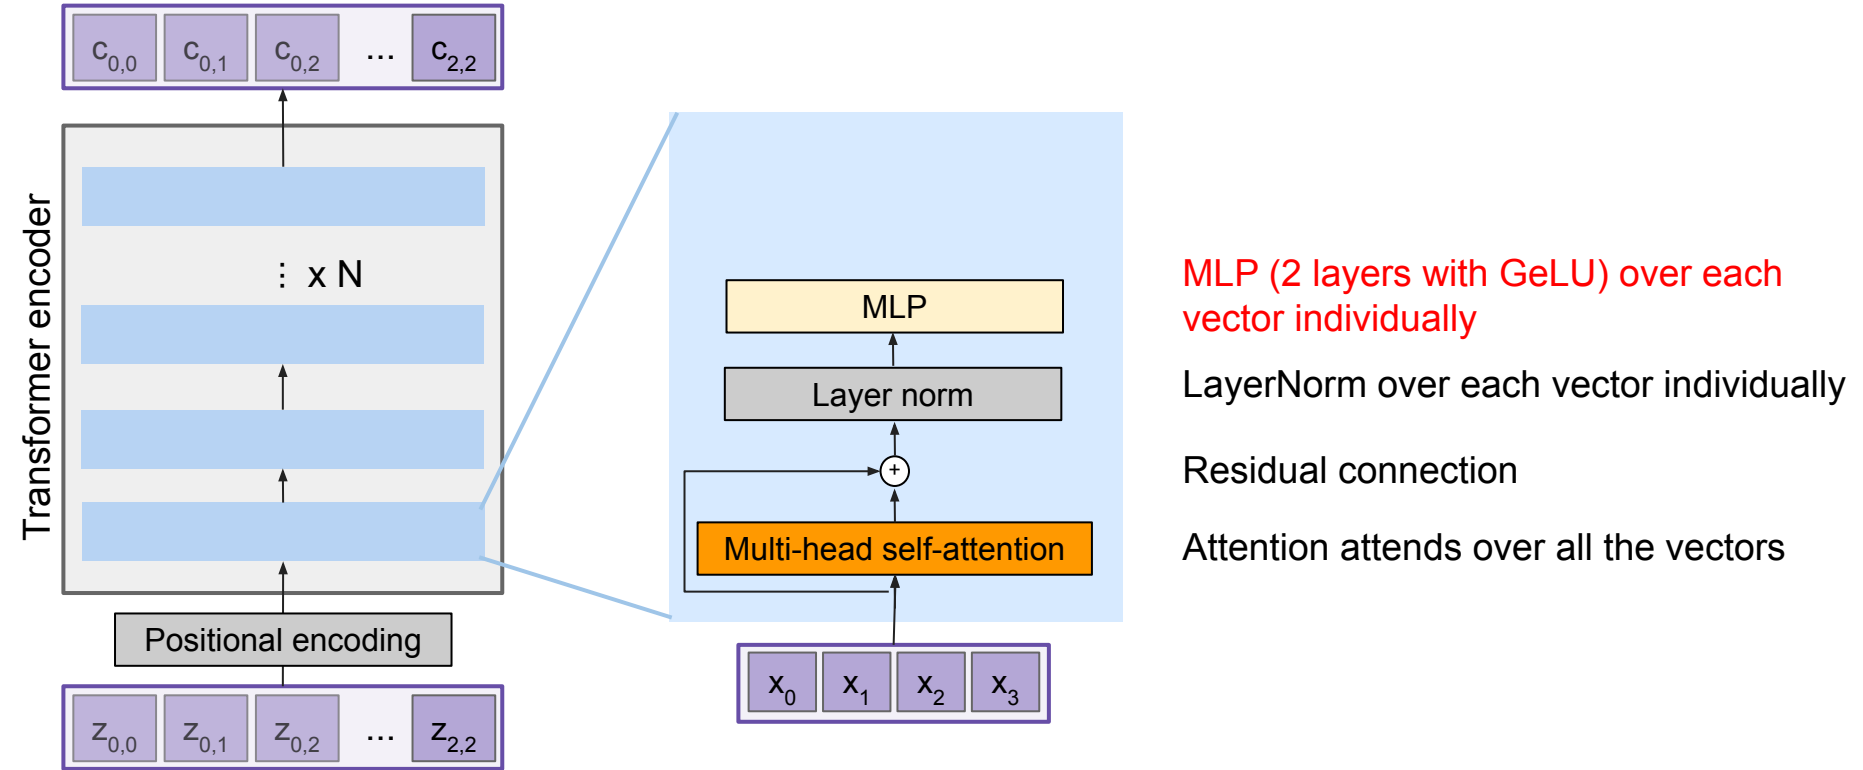 c0,0 c0,1 c0,2 ... c2,2
Transformer encoder
⋮ x N
Positional encoding
z0,0 z0,1 z0,2 ... z2,2
MLP
Layer norm
+
Multi-head self-attention
x0 x1 x2 x3
MLP (2 layers with GeLU) over each
vector individually
LayerNorm over each vector individually
Residual connection
Attention attends over all the vectors